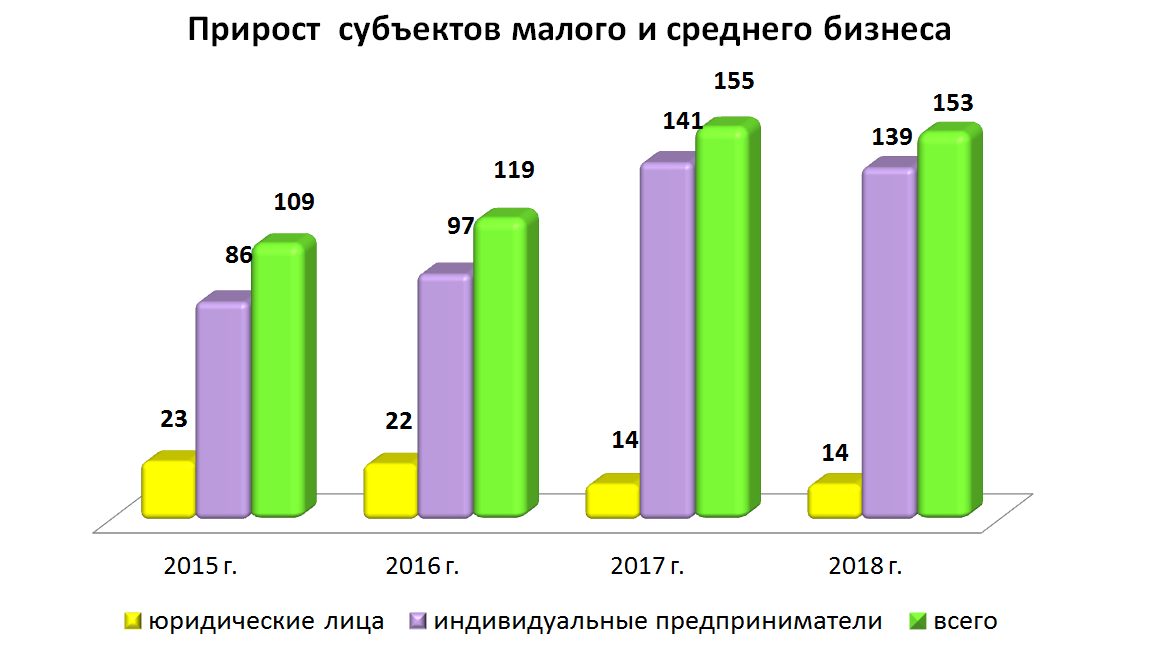 Прирост субъектов малого и среднего бизнеса
155
153
141
139
119
109
97
86
23
22
14
14
2015 г.
2016 г.
2017 г.
2018 г.
юридические лица
индивидуальные предприниматели
всего